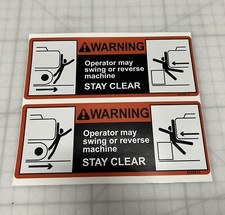 WARNING
Operator may
swing or reverse
machine
STAY CLEAR
WARNING
Operator may
swing or reverse
machine
STAY CLEAR